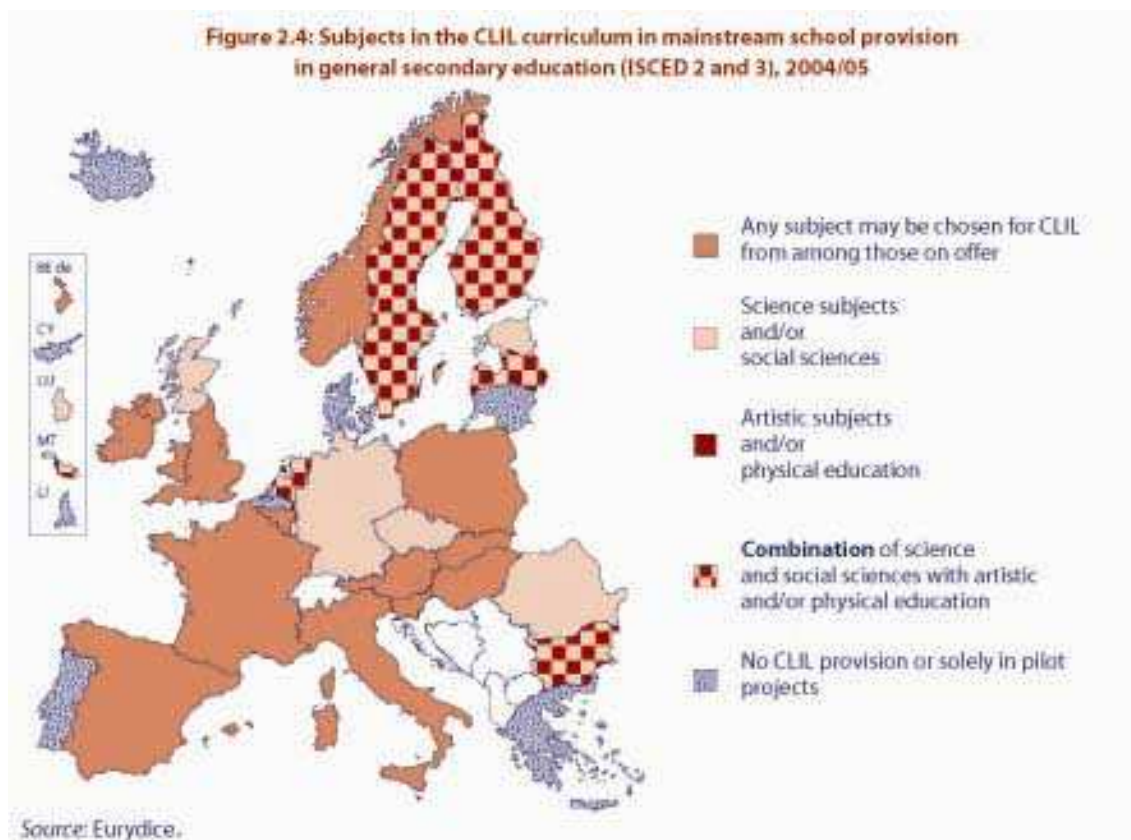 Figure 2.4: Subjects in the CLIL curriculum in mainstream school provision
in general secondary education (ISCED 2 and 3), 2004/05
BE de
CY
LU
MT
LI
Any subject may be chosen for CLIL
from among those on offer
Science subjects
and/or
social sciences
Artistic subjects
and/or
physical education
Combination of science
and social sciences with artistic
and/or physical education
No CLIL provision or solely in pilot
projects
Source: Eurydice.